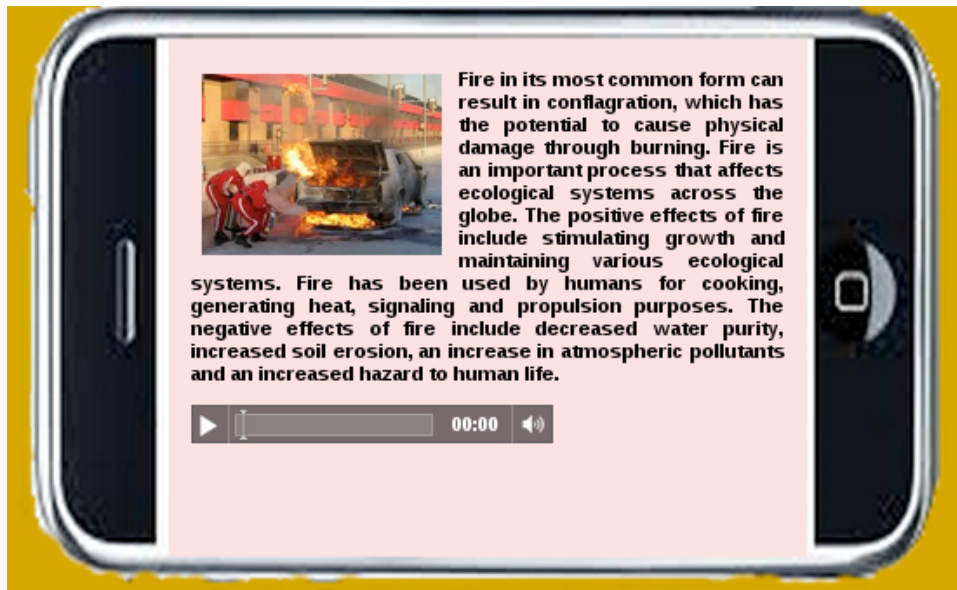 Fire in its most common form can
result in conflagration, which has
the potential to cause physical
damage through burning. Fire is
an important process that affects
ecological systems across the
globe. The positive effects of fire
include stimulating growth and
maintaining various ecological
systems. Fire has been used by humans for cooking,
generating heat, signaling and propulsion purposes. The
negative effects of fire include decreased water purity,
increased soil erosion, an increase in atmospheric pollutants
and an increased hazard to human life.
00:00